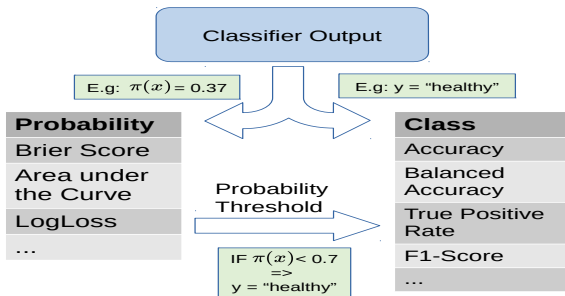 Classifier Output
E.g: π(x) = 0.37
E.g: y = “healthy”
Probability
Brier Score
Area under
the Curve
LogLoss
...
Probability
Threshold
IF π(x) < 0.7
=>
y = “healthy”
Class
Accuracy
Balanced
Accuracy
True Positive
Rate
F1-Score
...